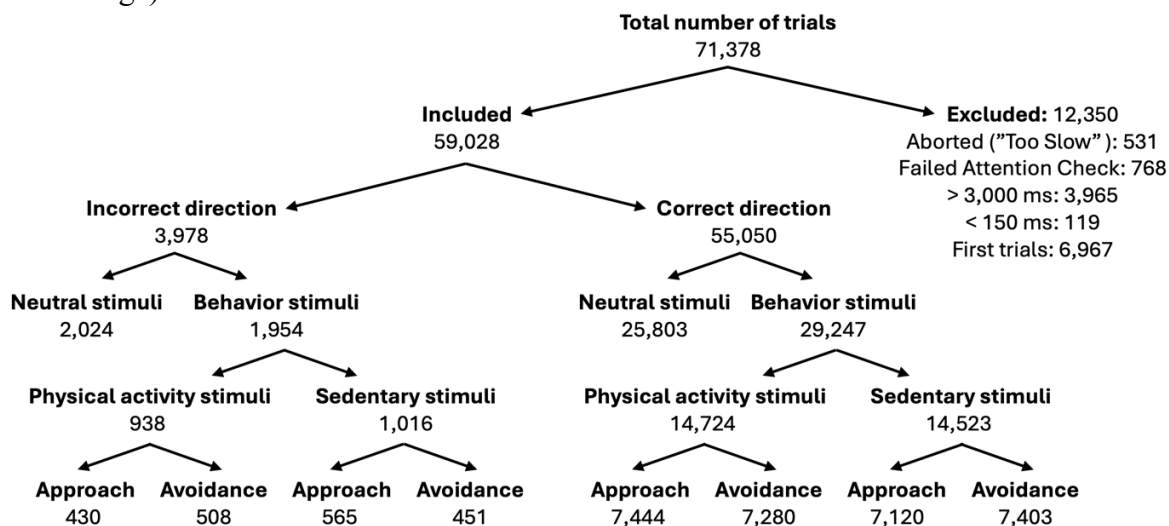 Total number of trials
71,378
Included
59,028
Excluded: 12,350
Aborted ("Too Slow" ): 531
Failed Attention Check: 768
> 3,000 ms: 3,965
< 150 ms: 119
First trials: 6,967
Incorrect direction
3,978
Correct direction
55,050
Neutral stimuli
2,024
Behavior stimuli
1,954
Neutral stimuli
25,803
Behavior stimuli
29,247
Physical activity stimuli
938
Sedentary stimuli
1,016
Physical activity stimuli
14,724
Sedentary stimuli
14,523
Approach
430
Avoidance
508
Approach
565
Avoidance
451
Approach
7,444
Avoidance
7,280
Approach
7,120
Avoidance
7,403